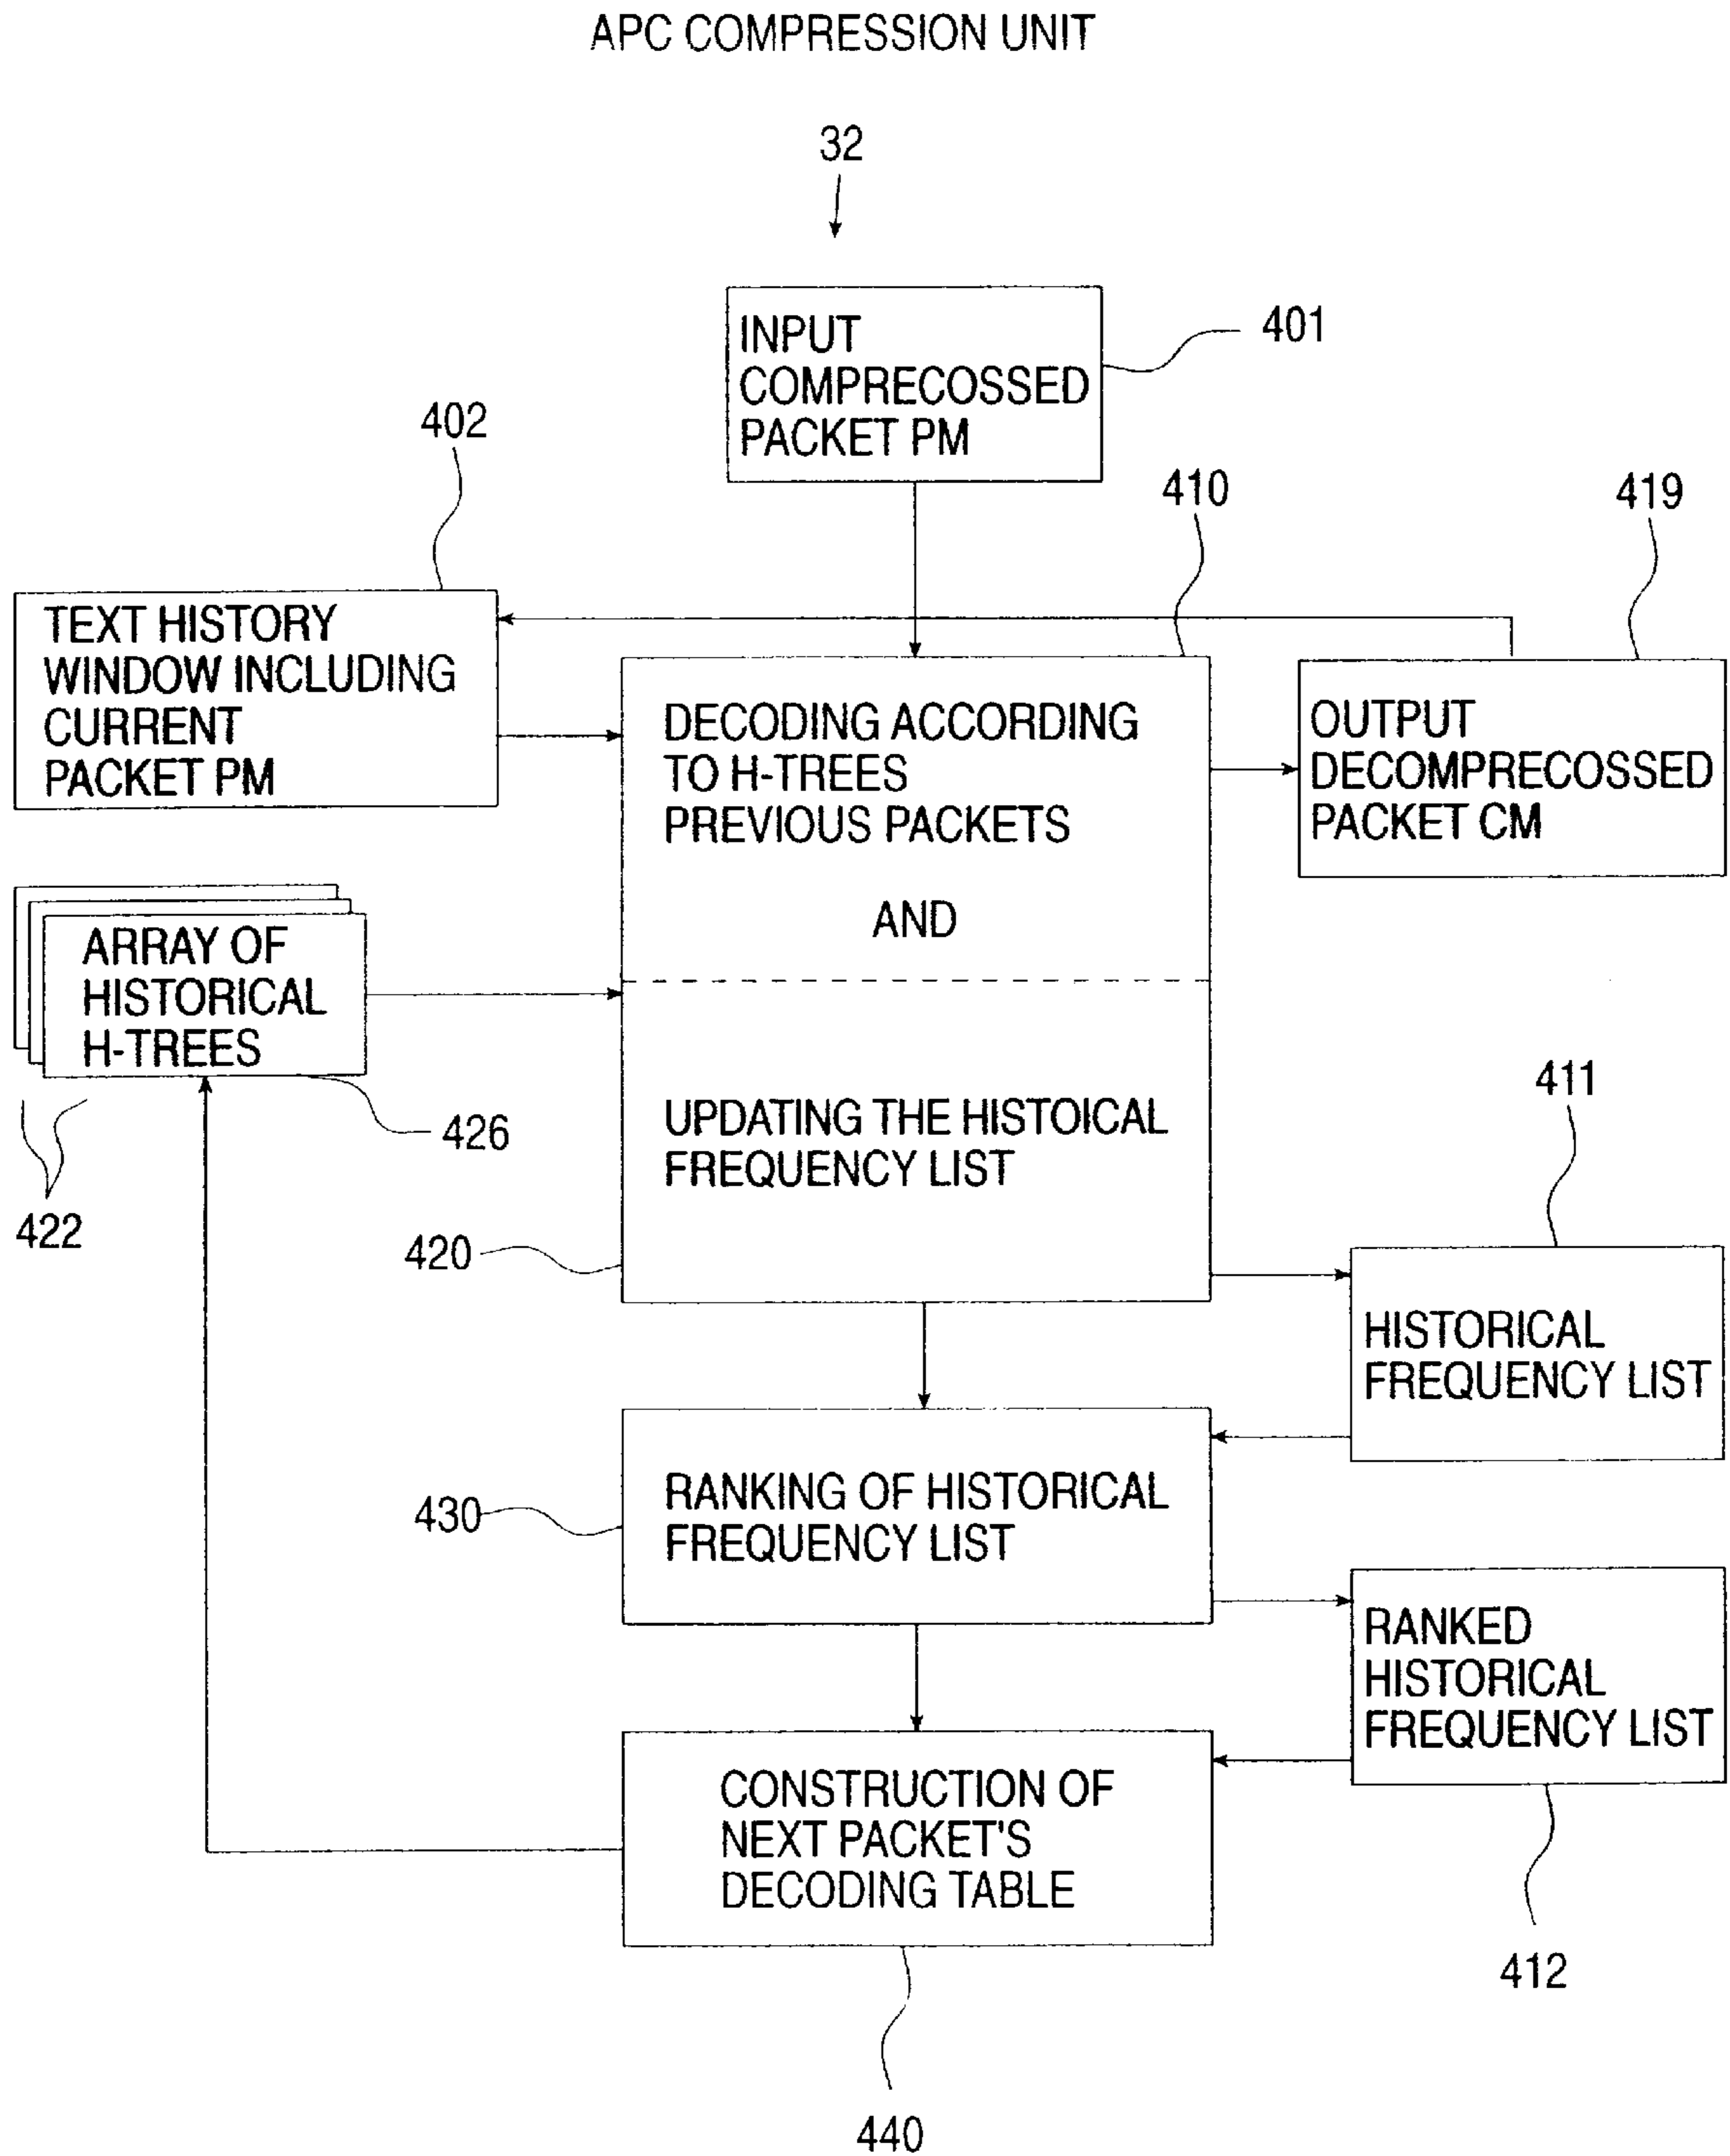 APC COMPRESSION UNIT
32
INPUT
COMPRECOSSED
PACKET PM
401
402
410
419
TEXT HISTORY
WINDOW INCLUDING
CURRENT
PACKET PM
DECODING ACCORDING
TO H-TREES
PREVIOUS PACKETS
AND
OUTPUT
DECOMPRECOSSED
PACKET CM
ARRAY OF
HISTORICAL
H-TREES
426
422
UPDATING THE HISTOICAL
FREQUENCY LIST
420
411
HISTORICAL
FREQUENCY LIST
RANKING OF HISTORICAL
FREQUENCY LIST
430
RANKED
HISTORICAL
FREQUENCY LIST
412
CONSTRUCTION OF
NEXT PACKET'S
DECODING TABLE
440